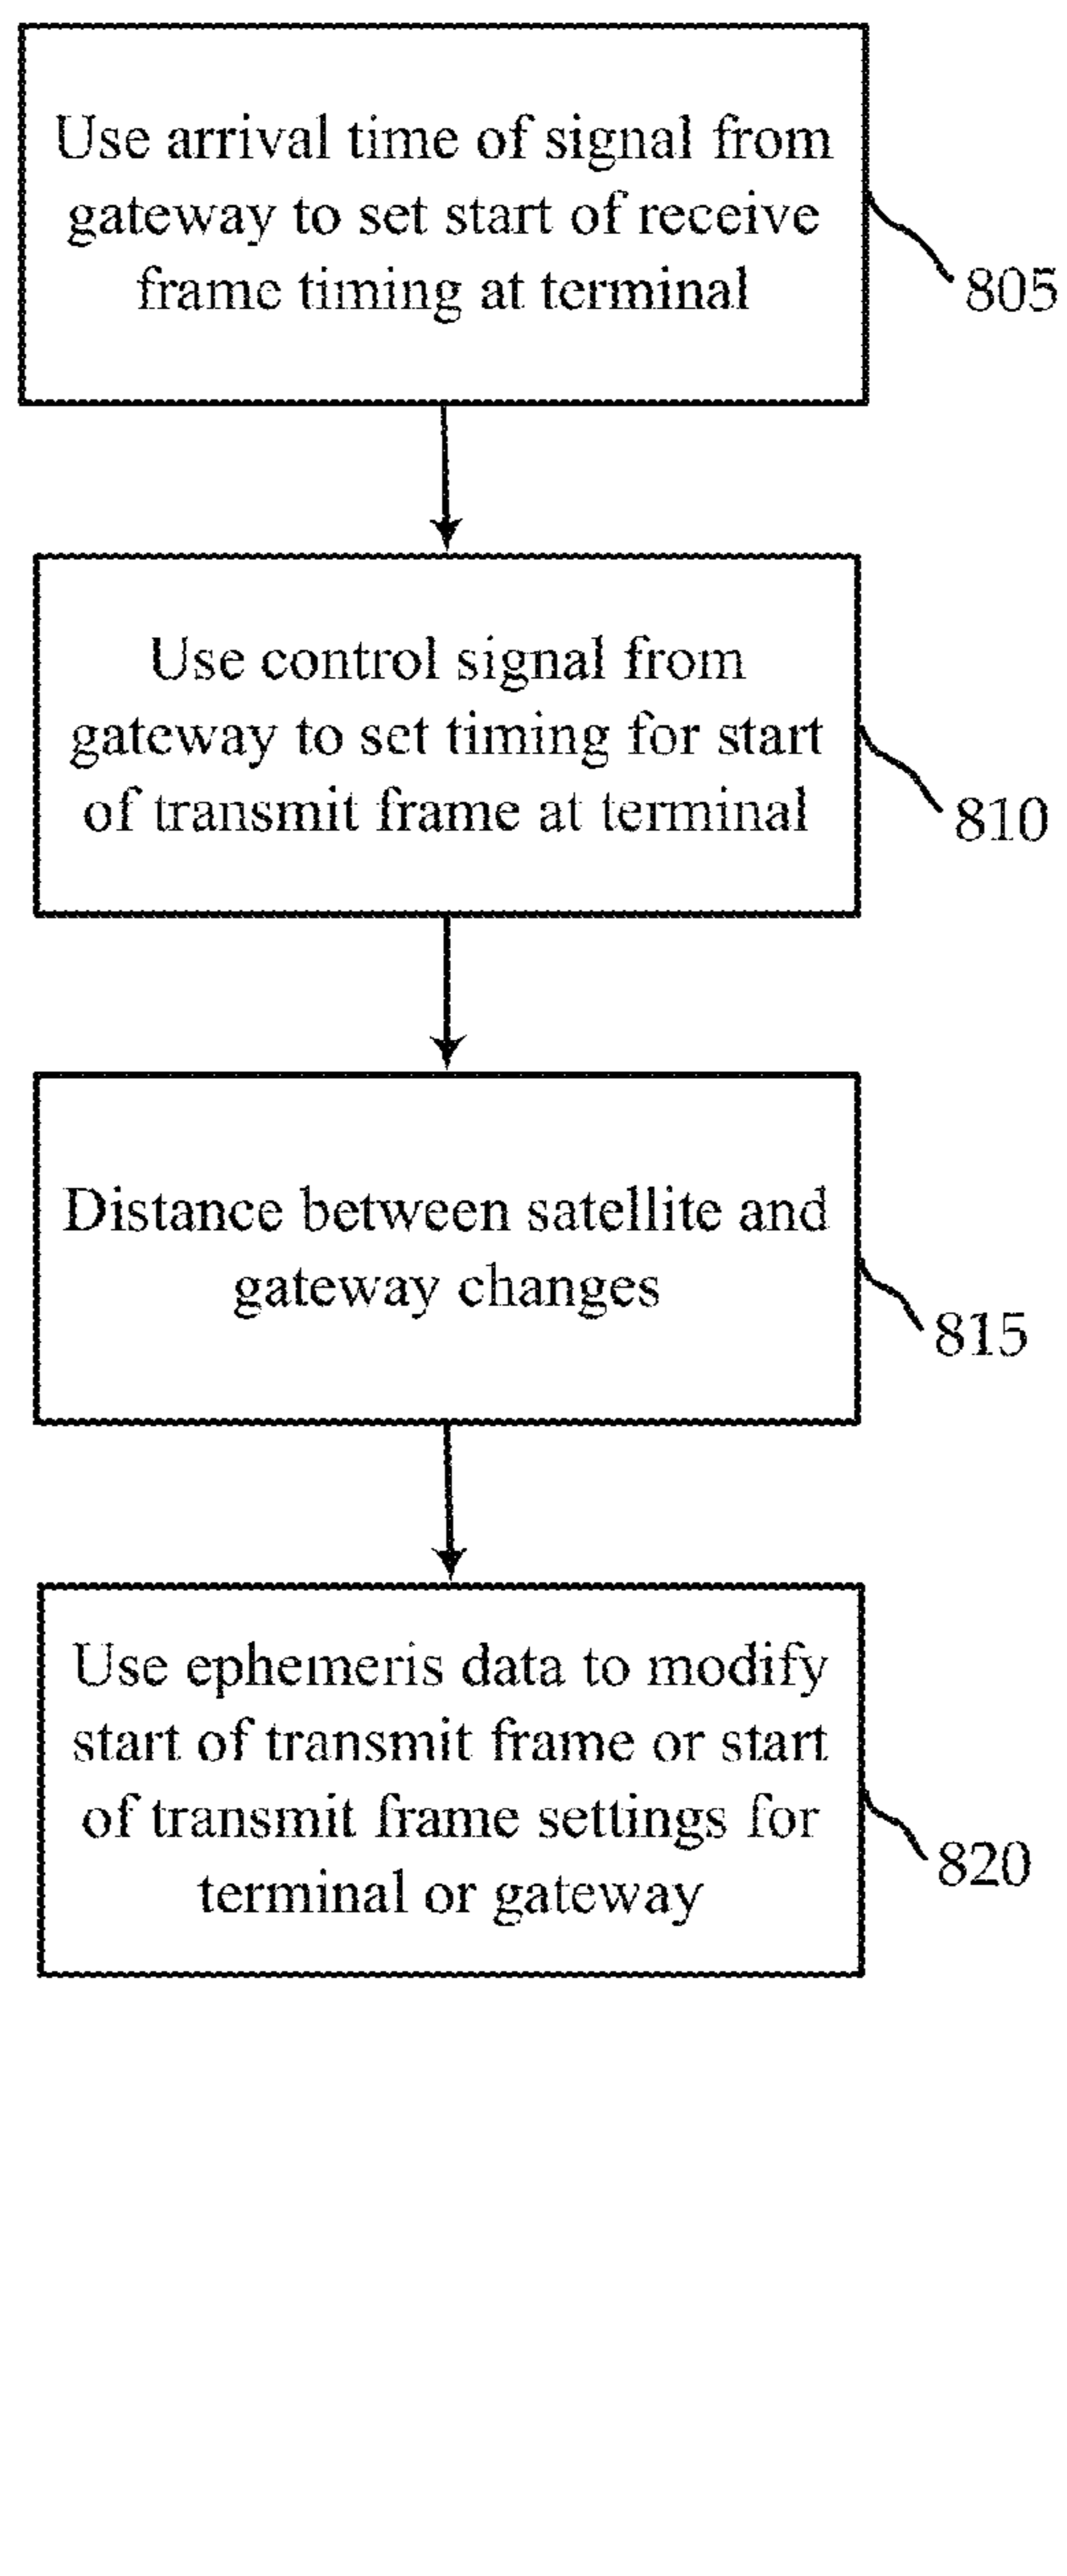 Use arrival time of signal from
gateway to set start of receive
frame timing at terminal
805
Use control signal from
gateway to set timing for start
of transmit frame at terminal
810
Distance between satellite and
gateway changes
815
Use ephemeris data to modify
start of transmit frame or start
of transmit frame settings for
terminal or gateway
820